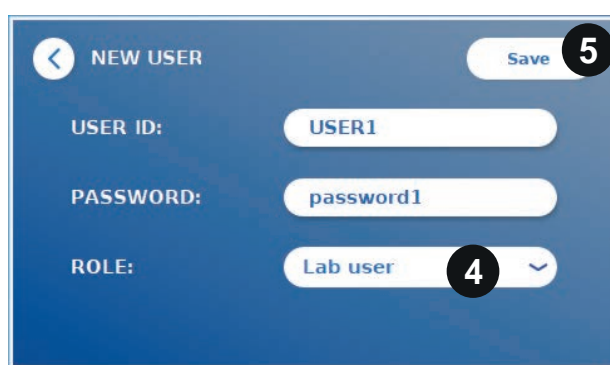 NEW USER Save 5
USER ID: USER1
PASSWORD: password1
ROLE: Lab user 4